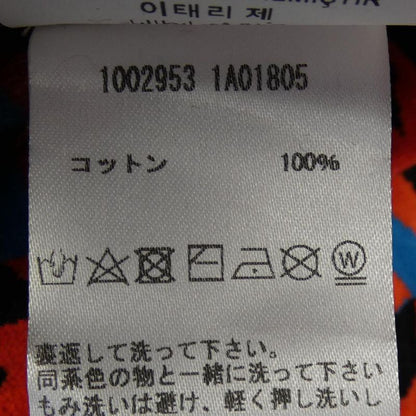 이태리제
1002953 1A01805
コットン 100%
W
裏返して洗って下さい。
同系色の物と一緒に洗って下さい。
もみ洗いは避け、軽く押し洗いし